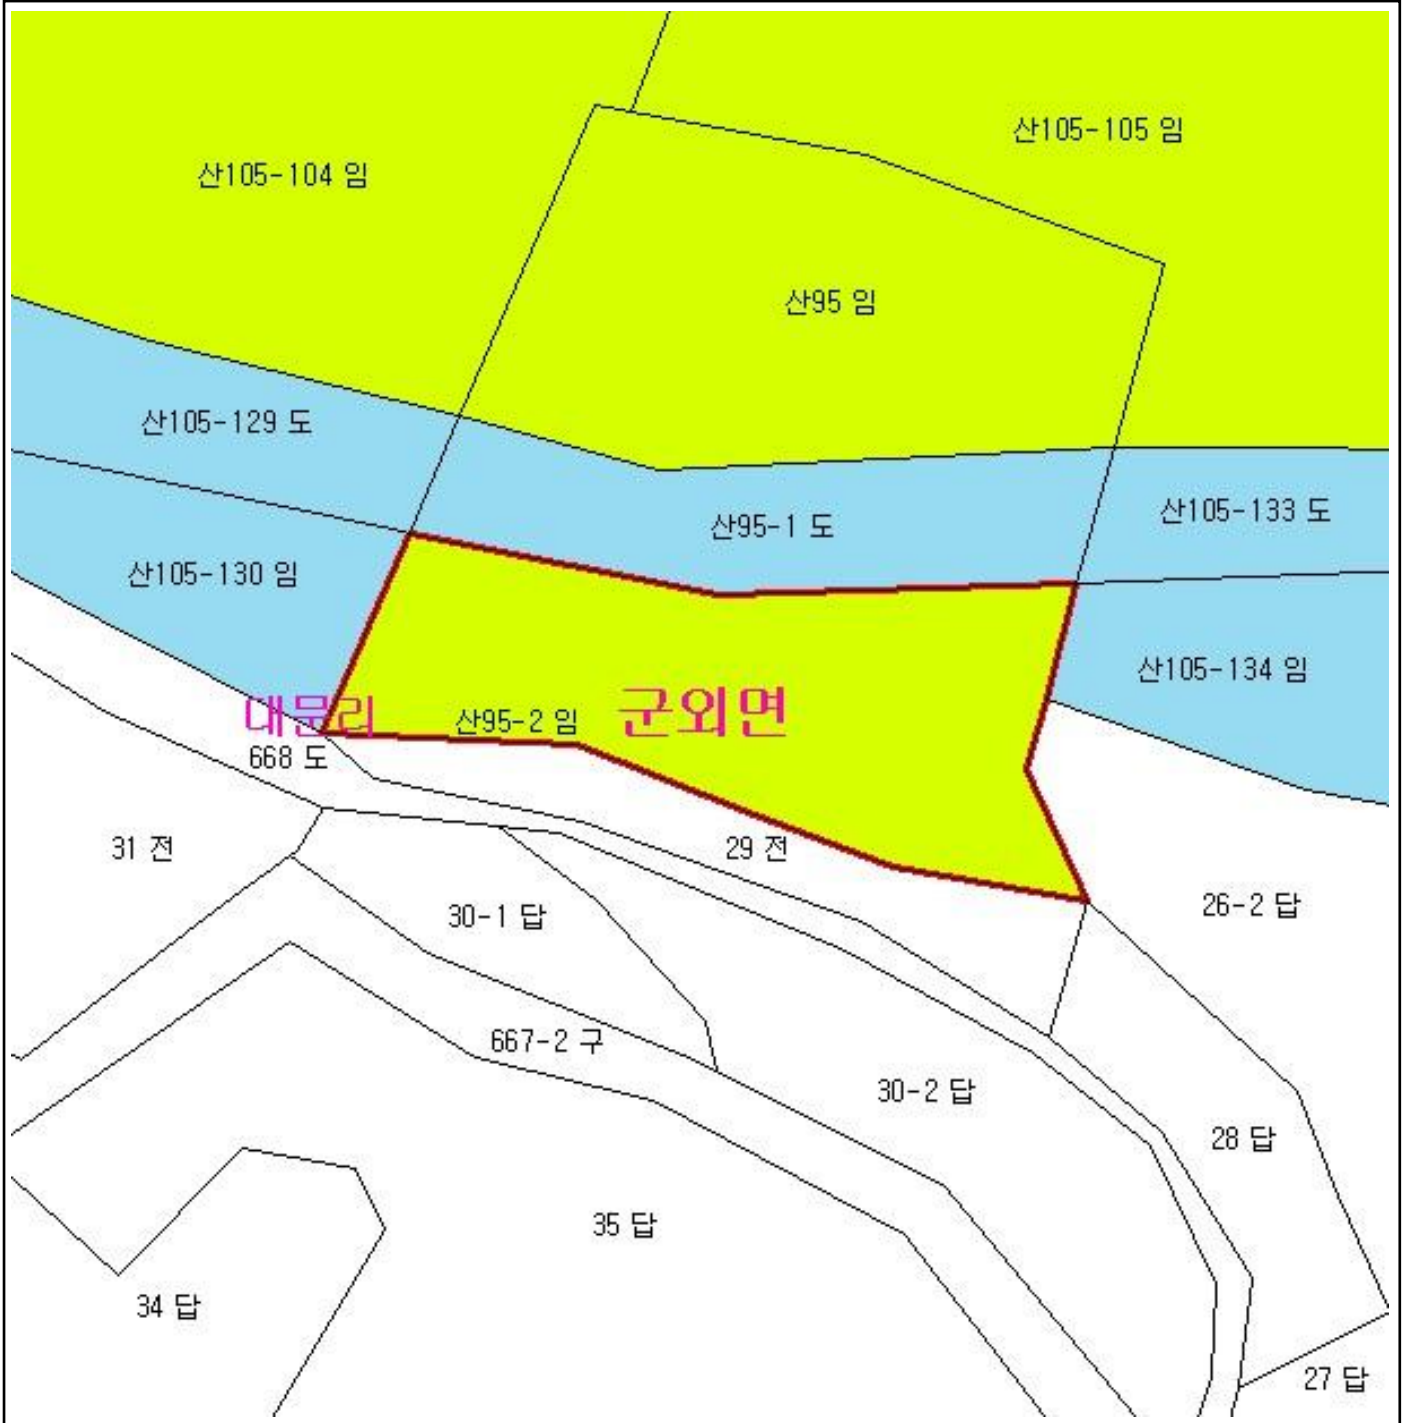 산105-105 임
산105-104 임
산95 임
산105-129 도
산105-133 도
산95-1 도
산105-130 임
산105-134 임
대문리
군외면
산95-2 임
668 도
31 전
29 전
26-2 답
30-1 답
667-2 구
30-2 답
28 답
35 답
34 답
27 답